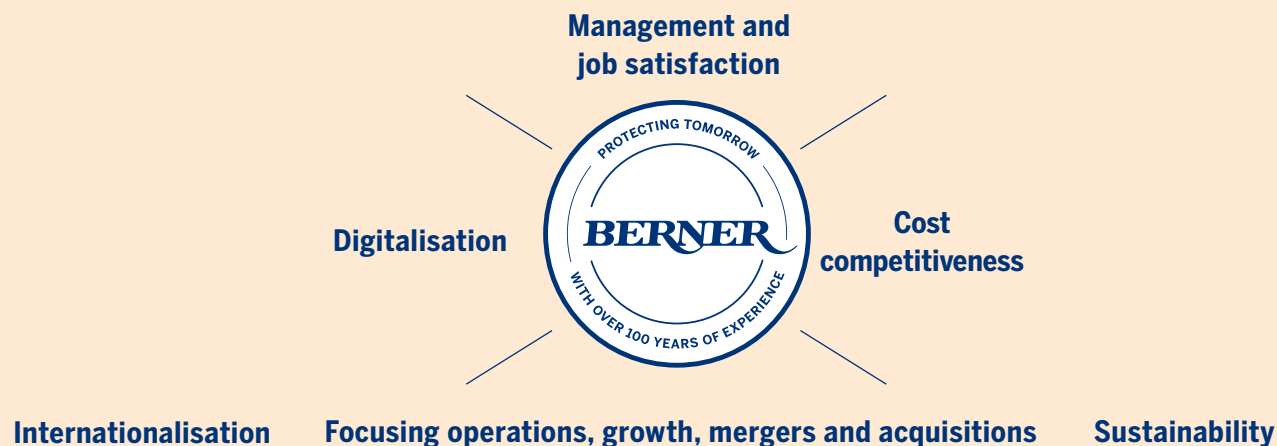 Management and
job satisfaction
PROTECTING TOMORROW
BERNER
WITH OVER 100 YEARS OF EXPERIENCE
Digitalisation
Cost
competitiveness
Internationalisation
Focusing operations, growth, mergers and acquisitions
Sustainability